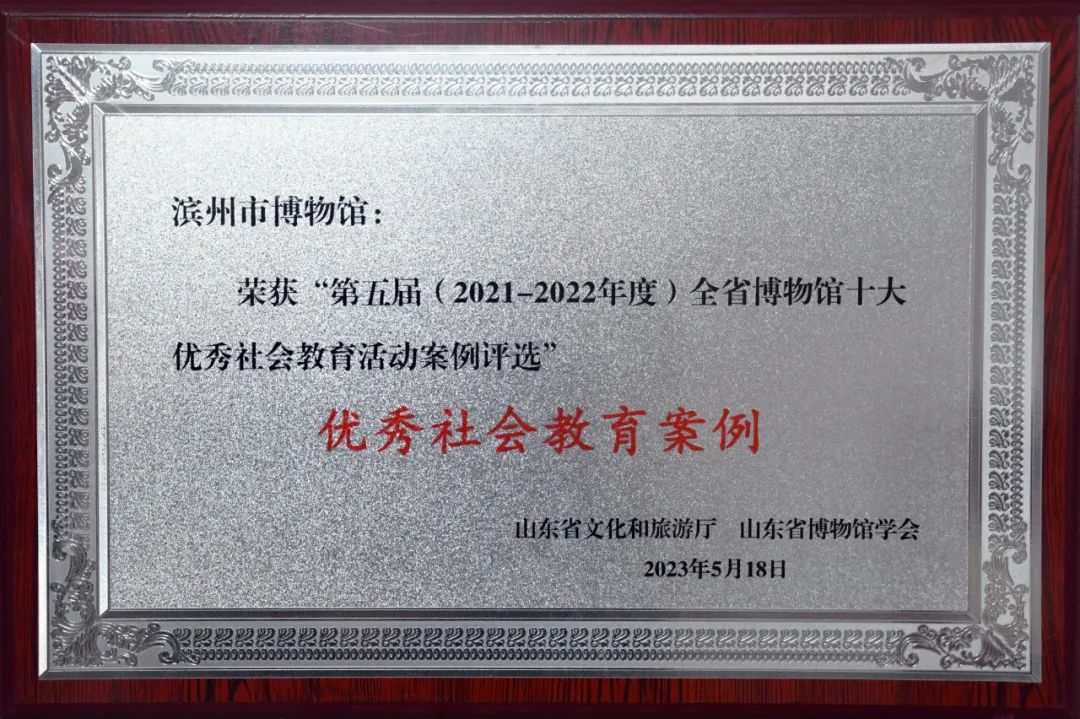 滨州市博物馆：
荣获“第五届（2021-2022年度）全省博物馆十大
优秀社会教育活动案例评选”
优秀社会教育案例
山东省文化和旅游厅　山东省博物馆学会
2023年5月18日